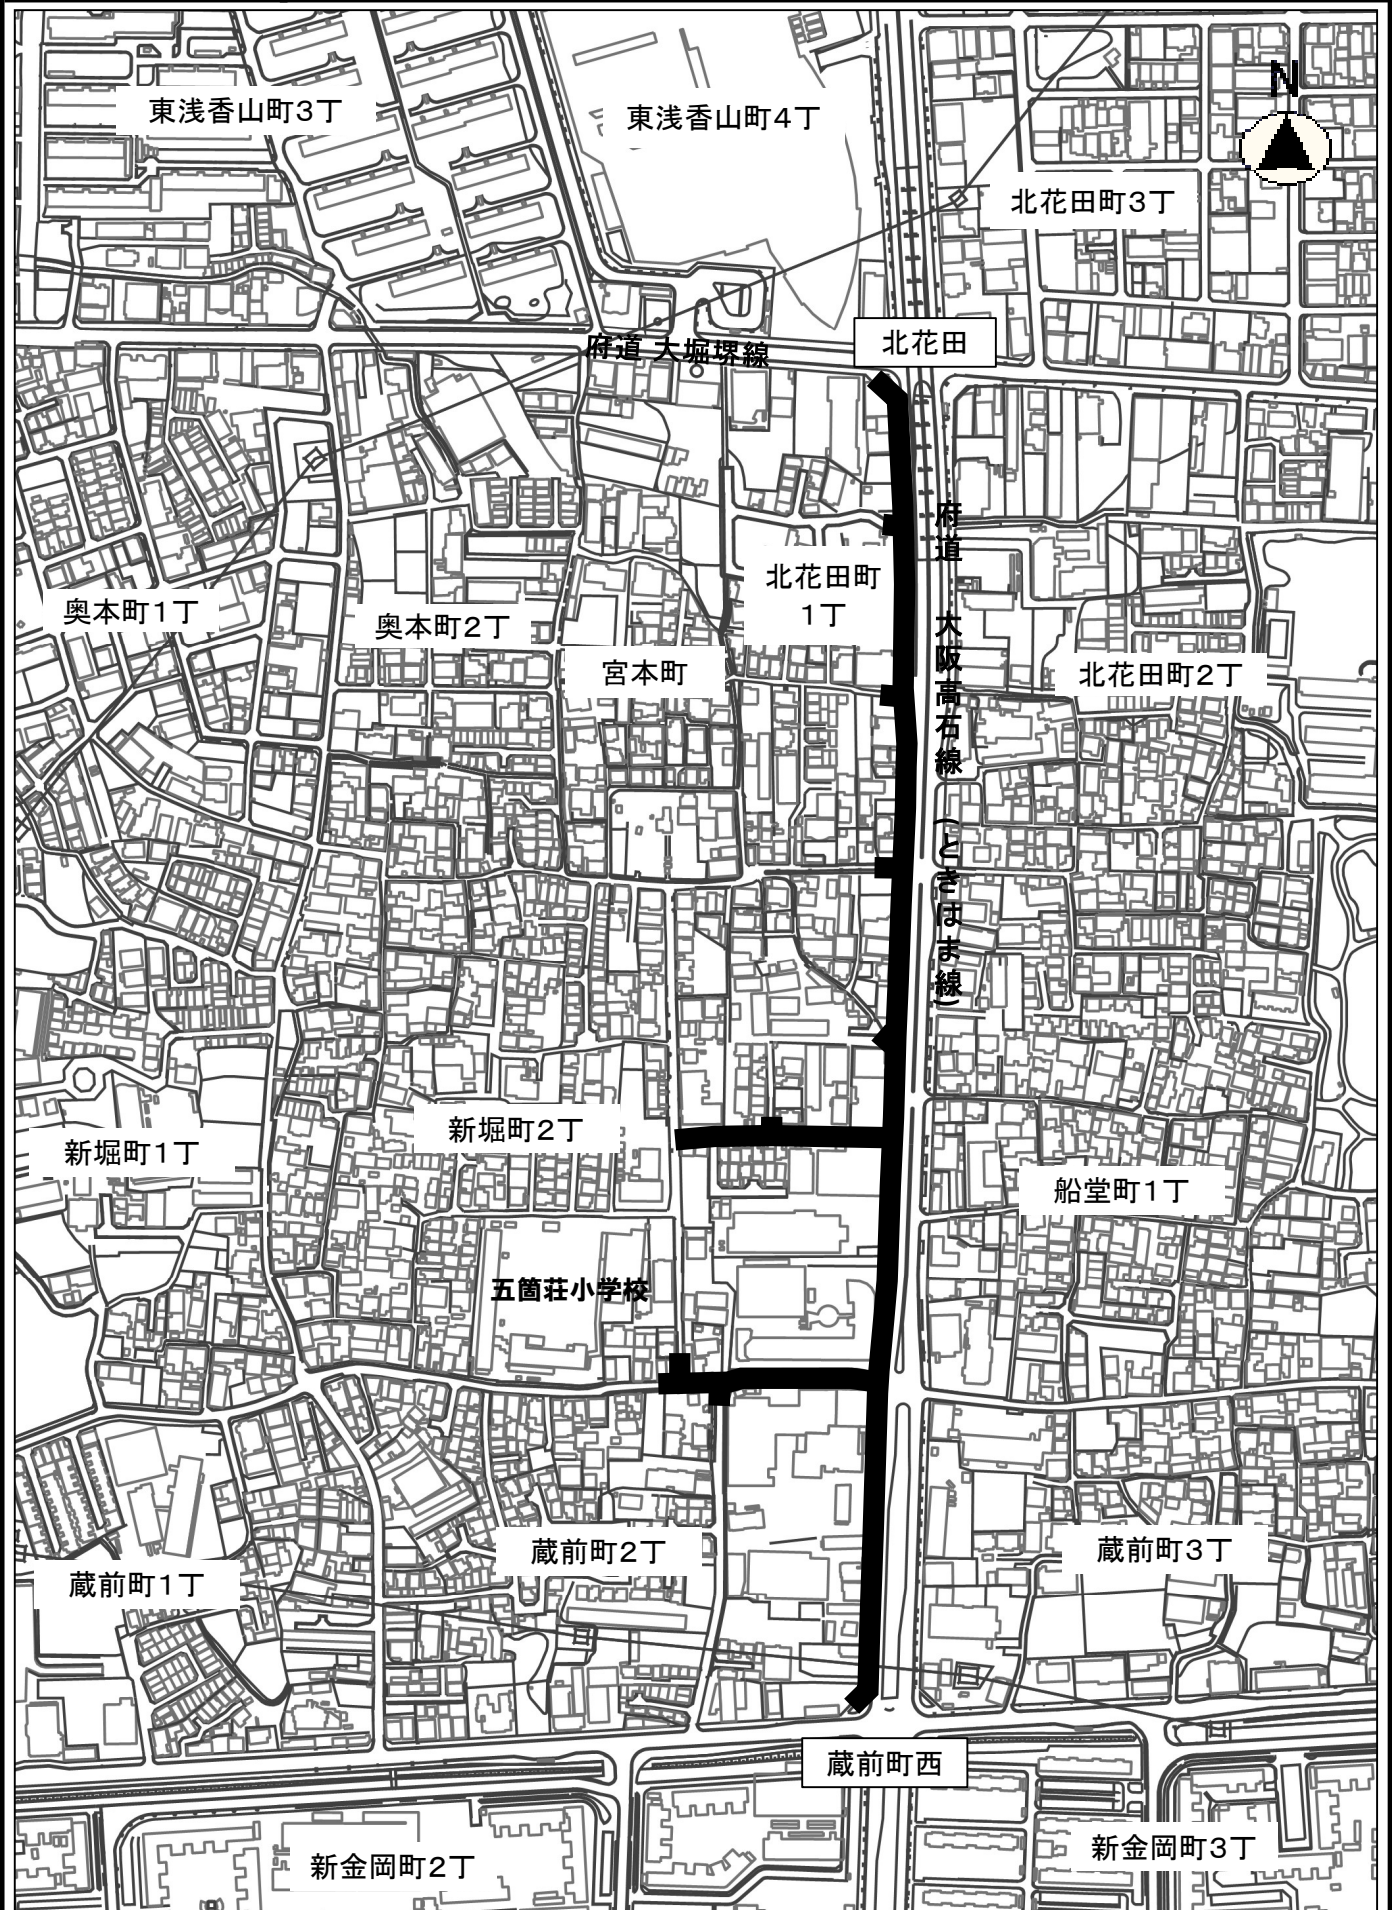 N
東浅香山町3丁
東浅香山町4丁
北花田町3丁
北花田
府道 大堀堺線
府道 大阪高石線 (ときはま線)
北花田町
1丁
奥本町1丁
奥本町2丁
宮本町
北花田町2丁
新堀町2丁
新堀町1丁
船堂町1丁
五箇荘小学校
蔵前町2丁
蔵前町3丁
蔵前町1丁
蔵前町西
新金岡町3丁
新金岡町2丁